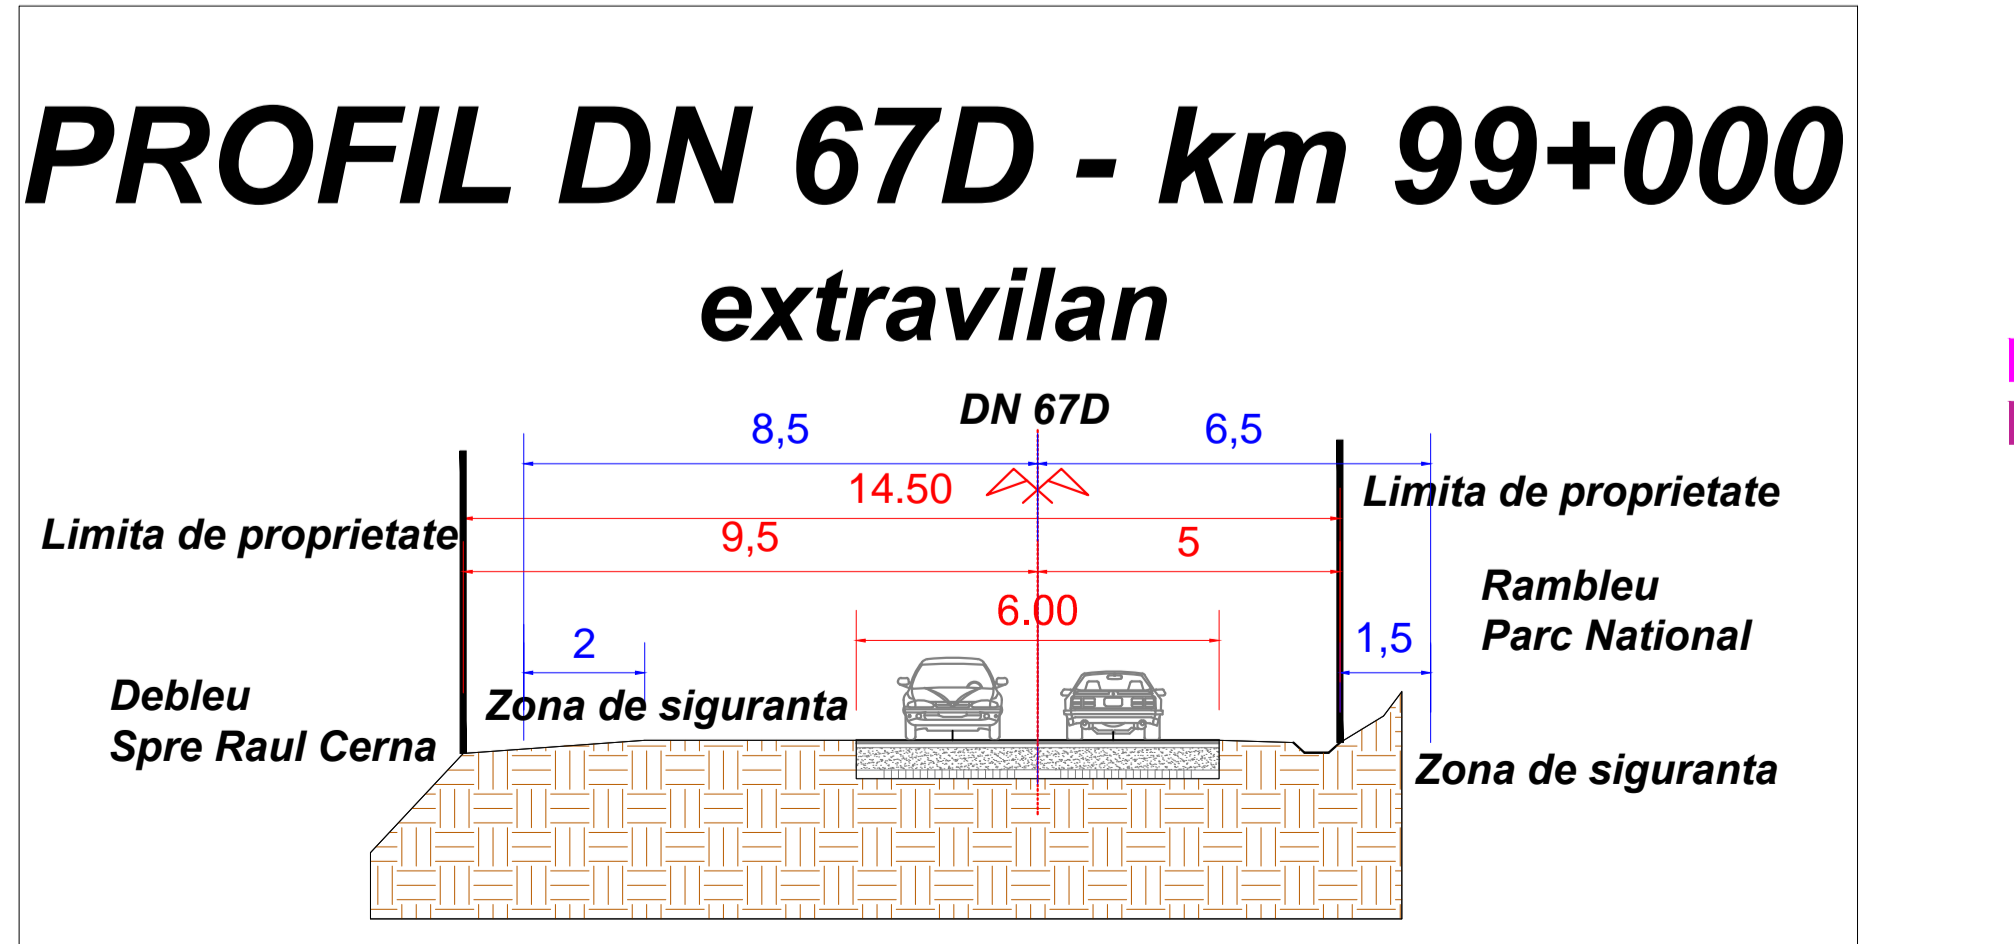 PROFIL DN 67D - km 99+000
extravilan
DN 67D
8,5
6,5
14.50
Limita de proprietate
Limita de proprietate
9,5
5
Rambleu
Parc National
6.00
2
1,5
Debleu
Spre Raul Cerna
Zona de siguranta
Zona de siguranta